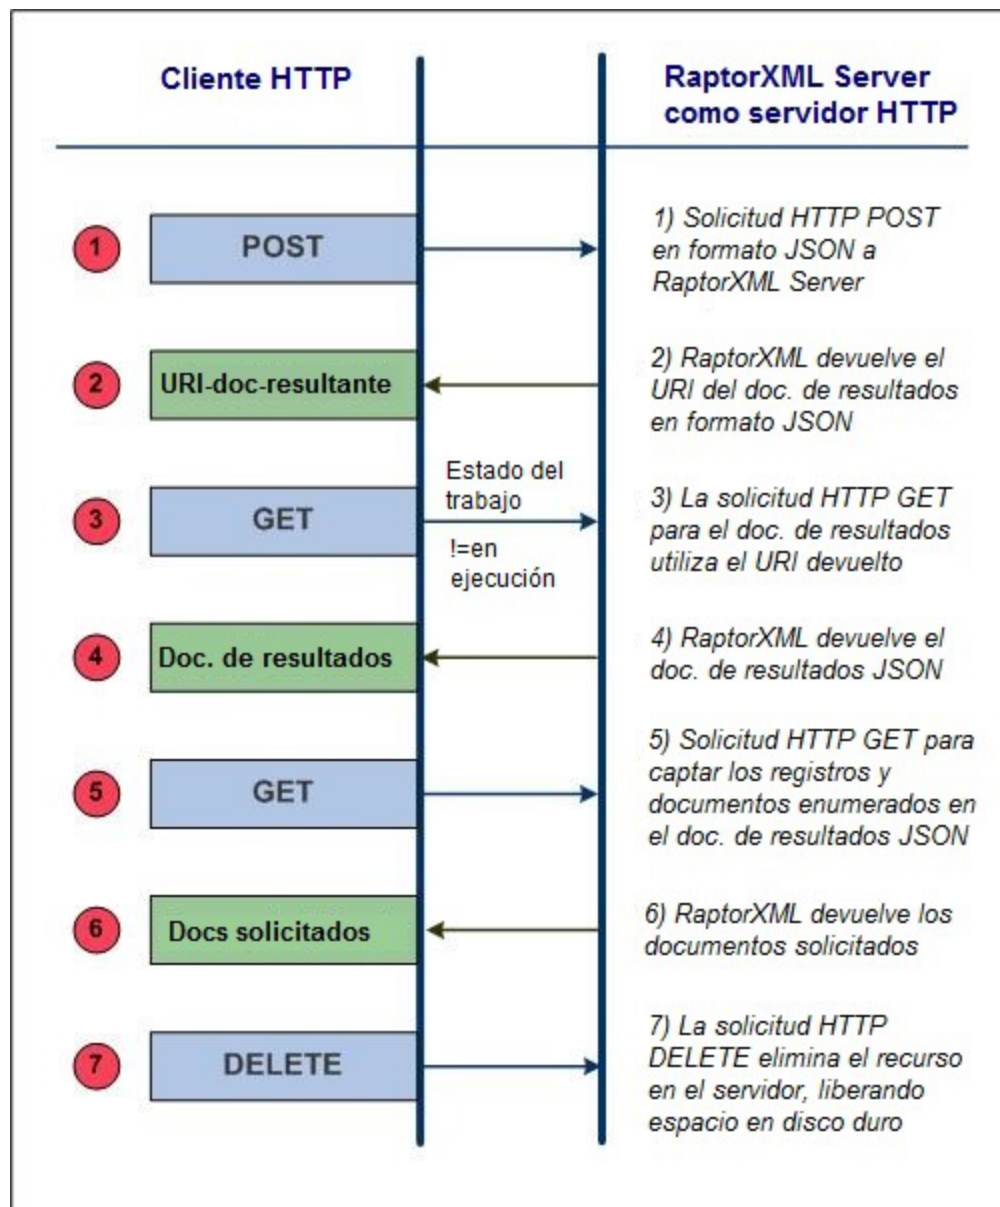 Cliente HTTP
RaptorXML Server
como servidor HTTP
1
POST
1) Solicitud HTTP POST
en formato JSON a
RaptorXML Server
2
URI-doc-resultante
2) RaptorXML devuelve el
URI del doc. de resultados
en formato JSON
3
GET
Estado del
trabajo
!=en
ejecución
3) La solicitud HTTP GET
para el doc. de resultados
utiliza el URI devuelto
4
Doc. de resultados
4) RaptorXML devuelve el
doc. de resultados JSON
5
GET
5) Solicitud HTTP GET para
captar los registros y
documentos enumerados en
el doc. de resultados JSON
6
Docs solicitados
6) RaptorXML devuelve los
documentos solicitados
7
DELETE
7) La solicitud HTTP
DELETE elimina el recurso
en el servidor, liberando
espacio en disco duro